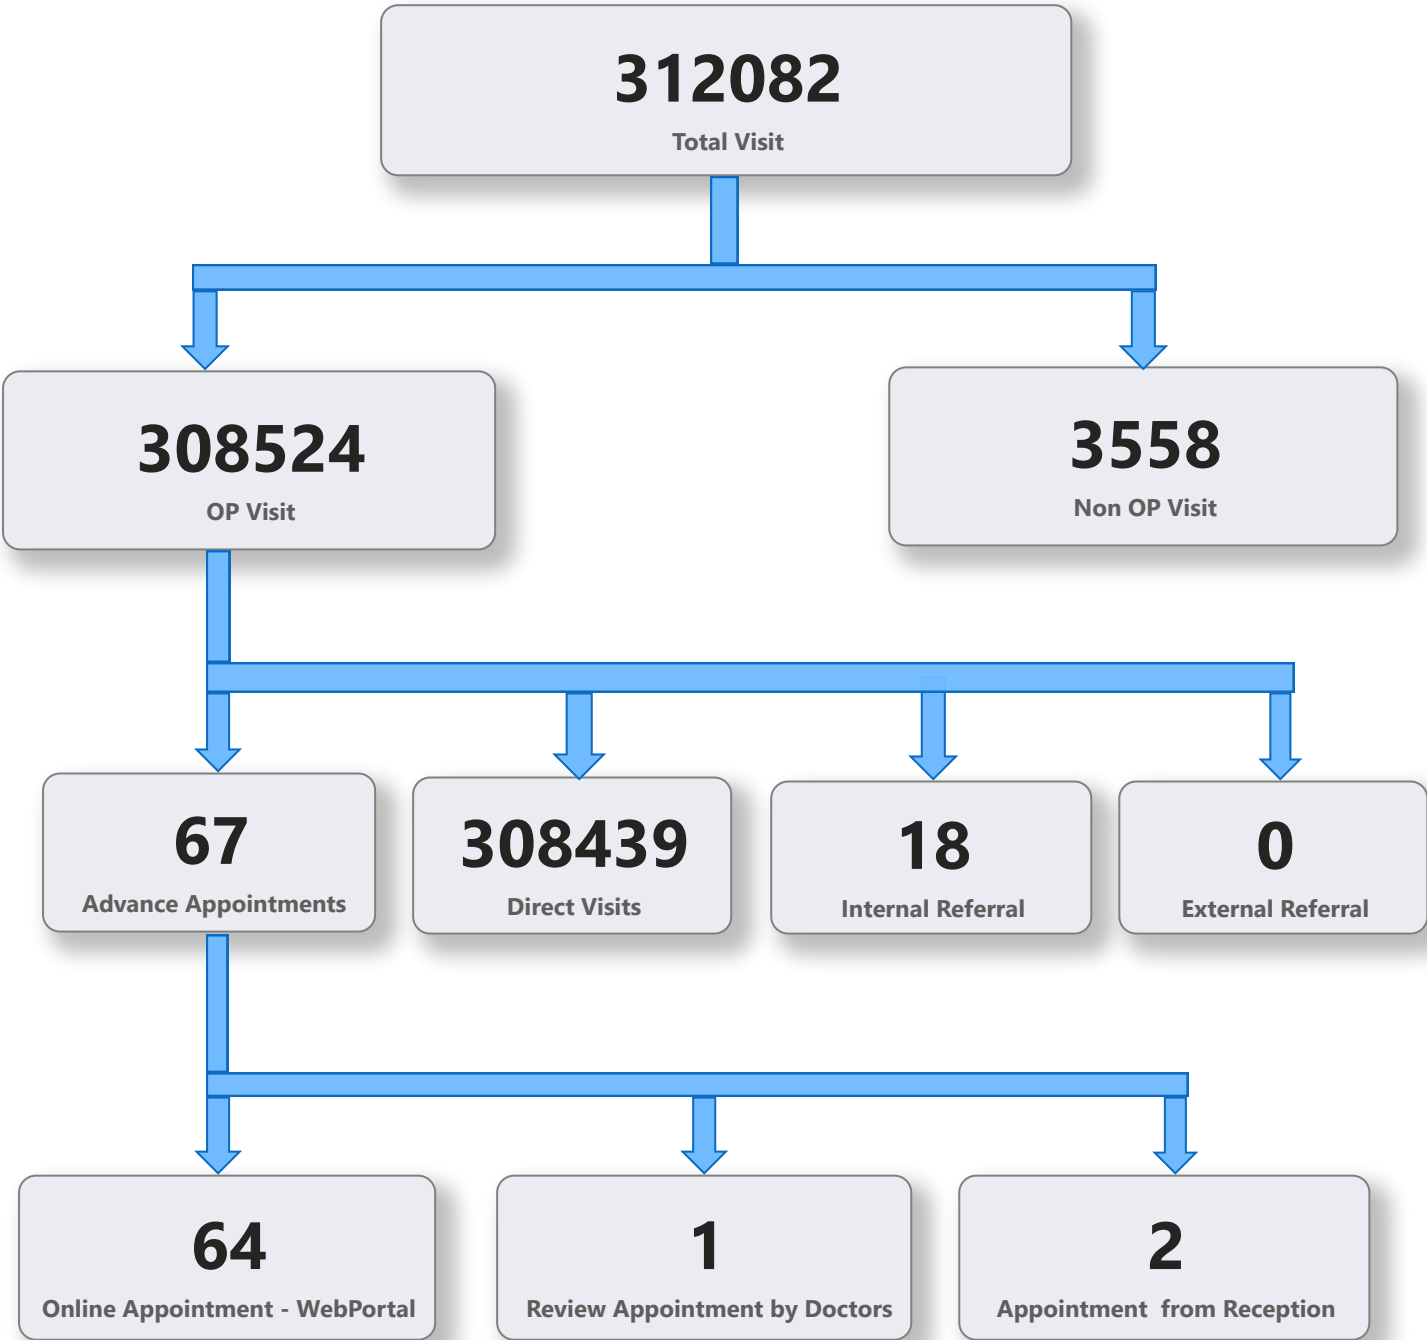 312082
Total Visit
308524
OP Visit
3558
Non OP Visit
67
Advance Appointments
308439
Direct Visits
18
Internal Referral
0
External Referral
64
Online Appointment - WebPortal
1
Review Appointment by Doctors
2
Appointment  from Reception